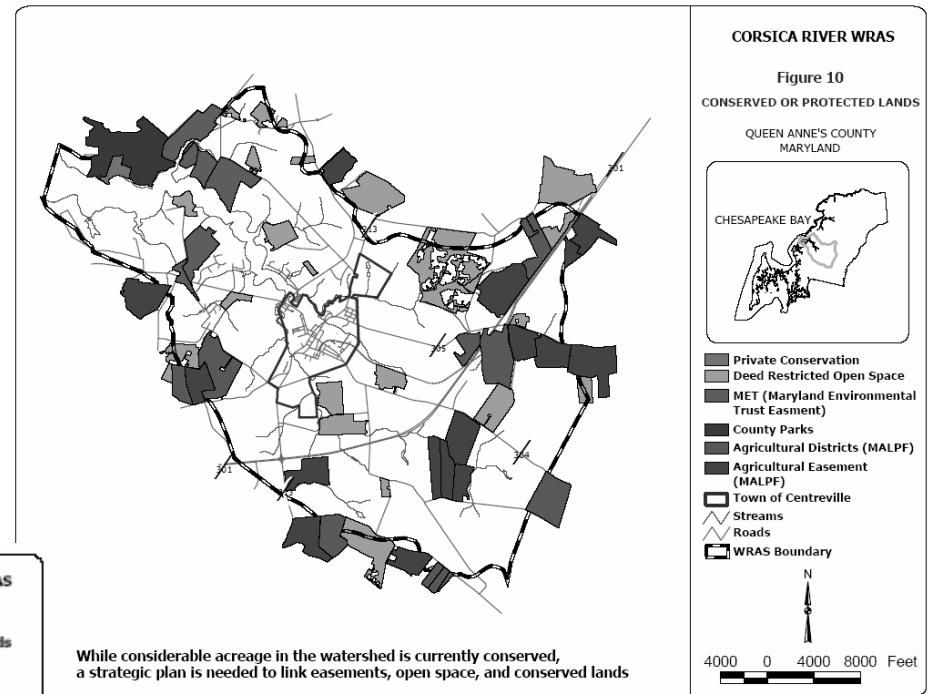 CORSICA RIVER WRAS
Figure 10
CONSERVED OR PROTECTED LANDS
QUEEN ANNE'S COUNTY
MARYLAND
CHESAPEAKE BAY
Private Conservation
Deed Restricted Open Space
MET (Maryland Environmental
Trust Easment)
County Parks
Agricultural Districts (MALPF)
Agricultural Easement
(MALPF)
Town of Centreville
Streams
Roads
WRAS Boundary
N
4000 0 4000 8000 Feet
301
213
305
304
301
While considerable acreage in the watershed is currently conserved,
a strategic plan is needed to link easements, open space, and conserved lands
AS
ds